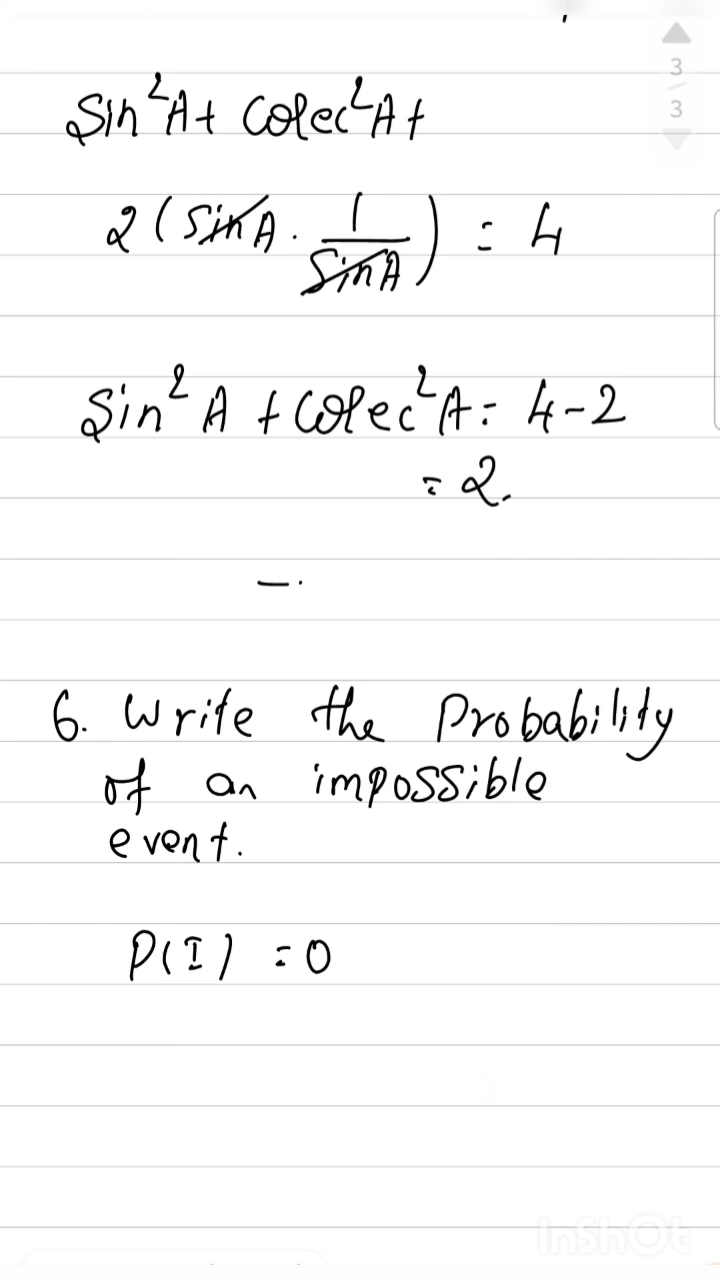 3
3
Sin²A + Cosec²A +
2 (sinA · 1/SinA) = 4
Sin² A + Cosec²A = 4-2
= 2.
6. Write the Probability
of an impossible
event.
P(I) = 0
InShOt